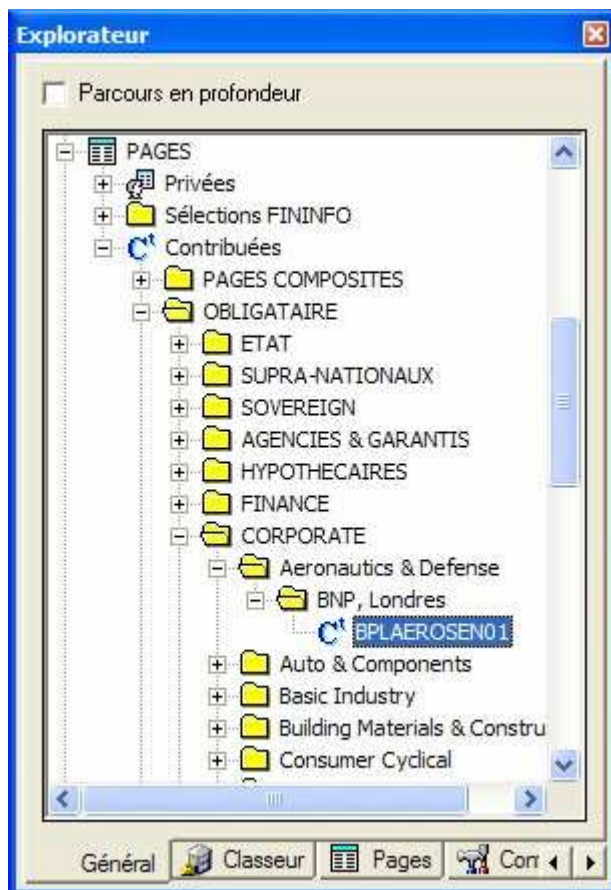 Explorateur
Parcours en profondeur
PAGES
Privées
Sélections FININFO
Contribuées
PAGES COMPOSITES
OBLIGATAIRE
ETAT
SUPRA-NATIONAUX
SOVEREIGN
AGENCIES & GARANTIS
HYPOTHECAIRES
FINANCE
CORPORATE
Aeronautics & Defense
BNP, Londres
BPLAEROSEN01
Auto & Components
Basic Industry
Building Materials & Constru
Consumer Cyclical
Général Classeur Pages Com